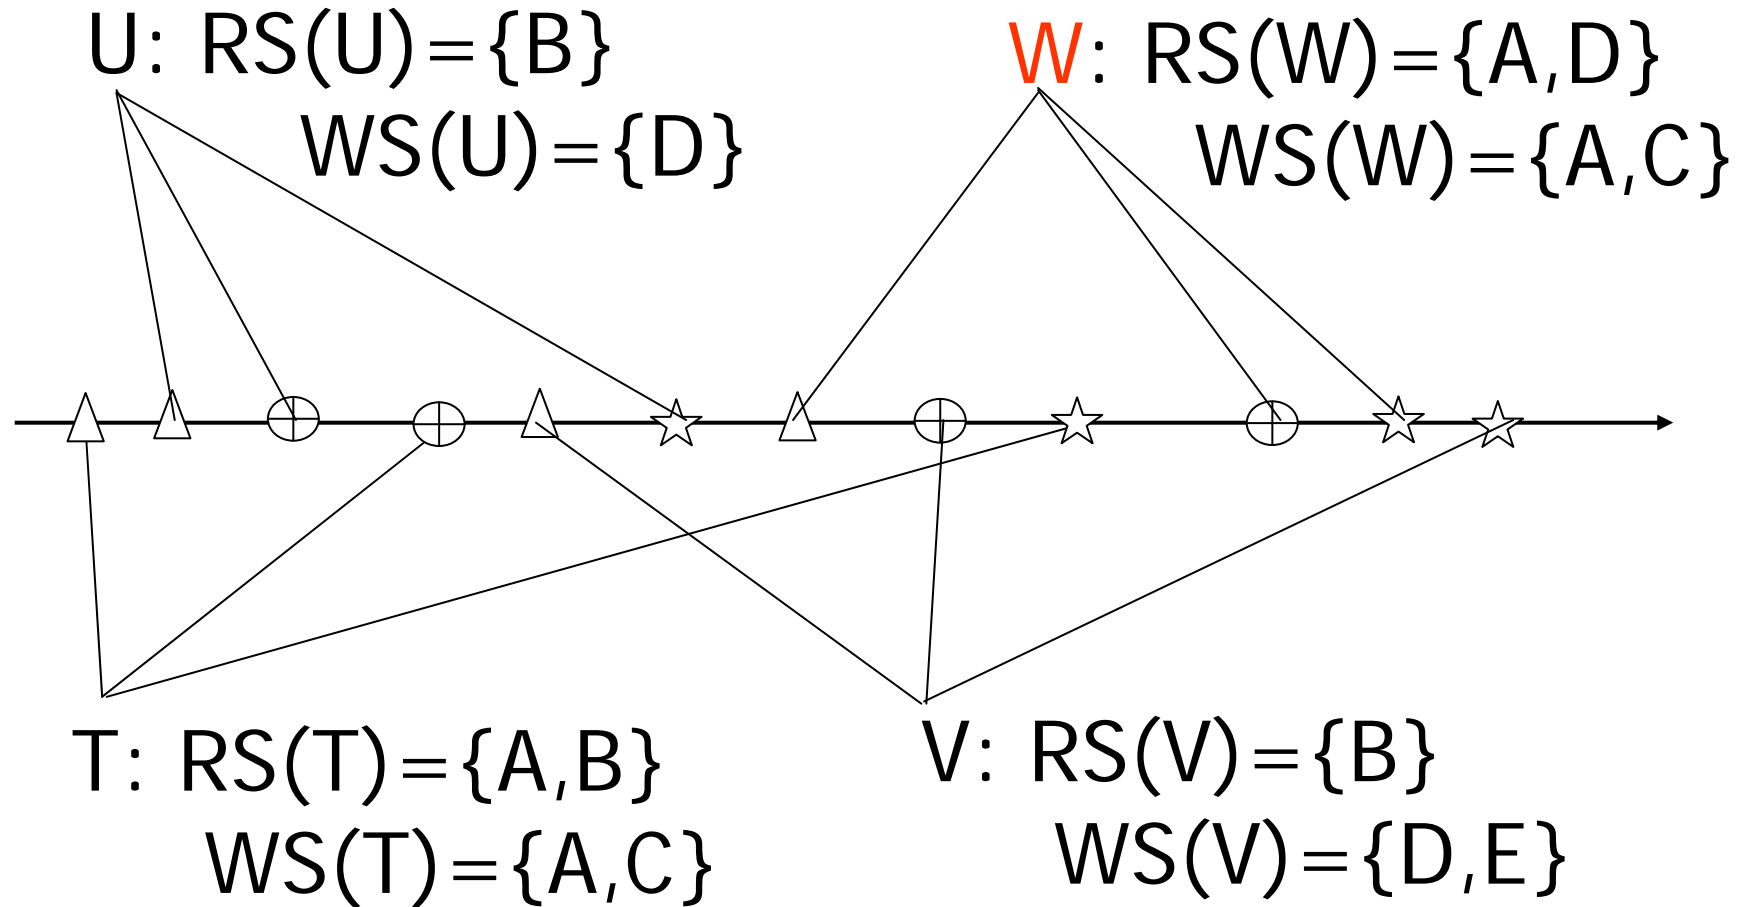 U: RS(U)={B}
WS(U)={D}
W: RS(W)={A,D}
WS(W)={A,C}
T: RS(T)={A,B}
WS(T)={A,C}
V: RS(V)={B}
WS(V)={D,E}